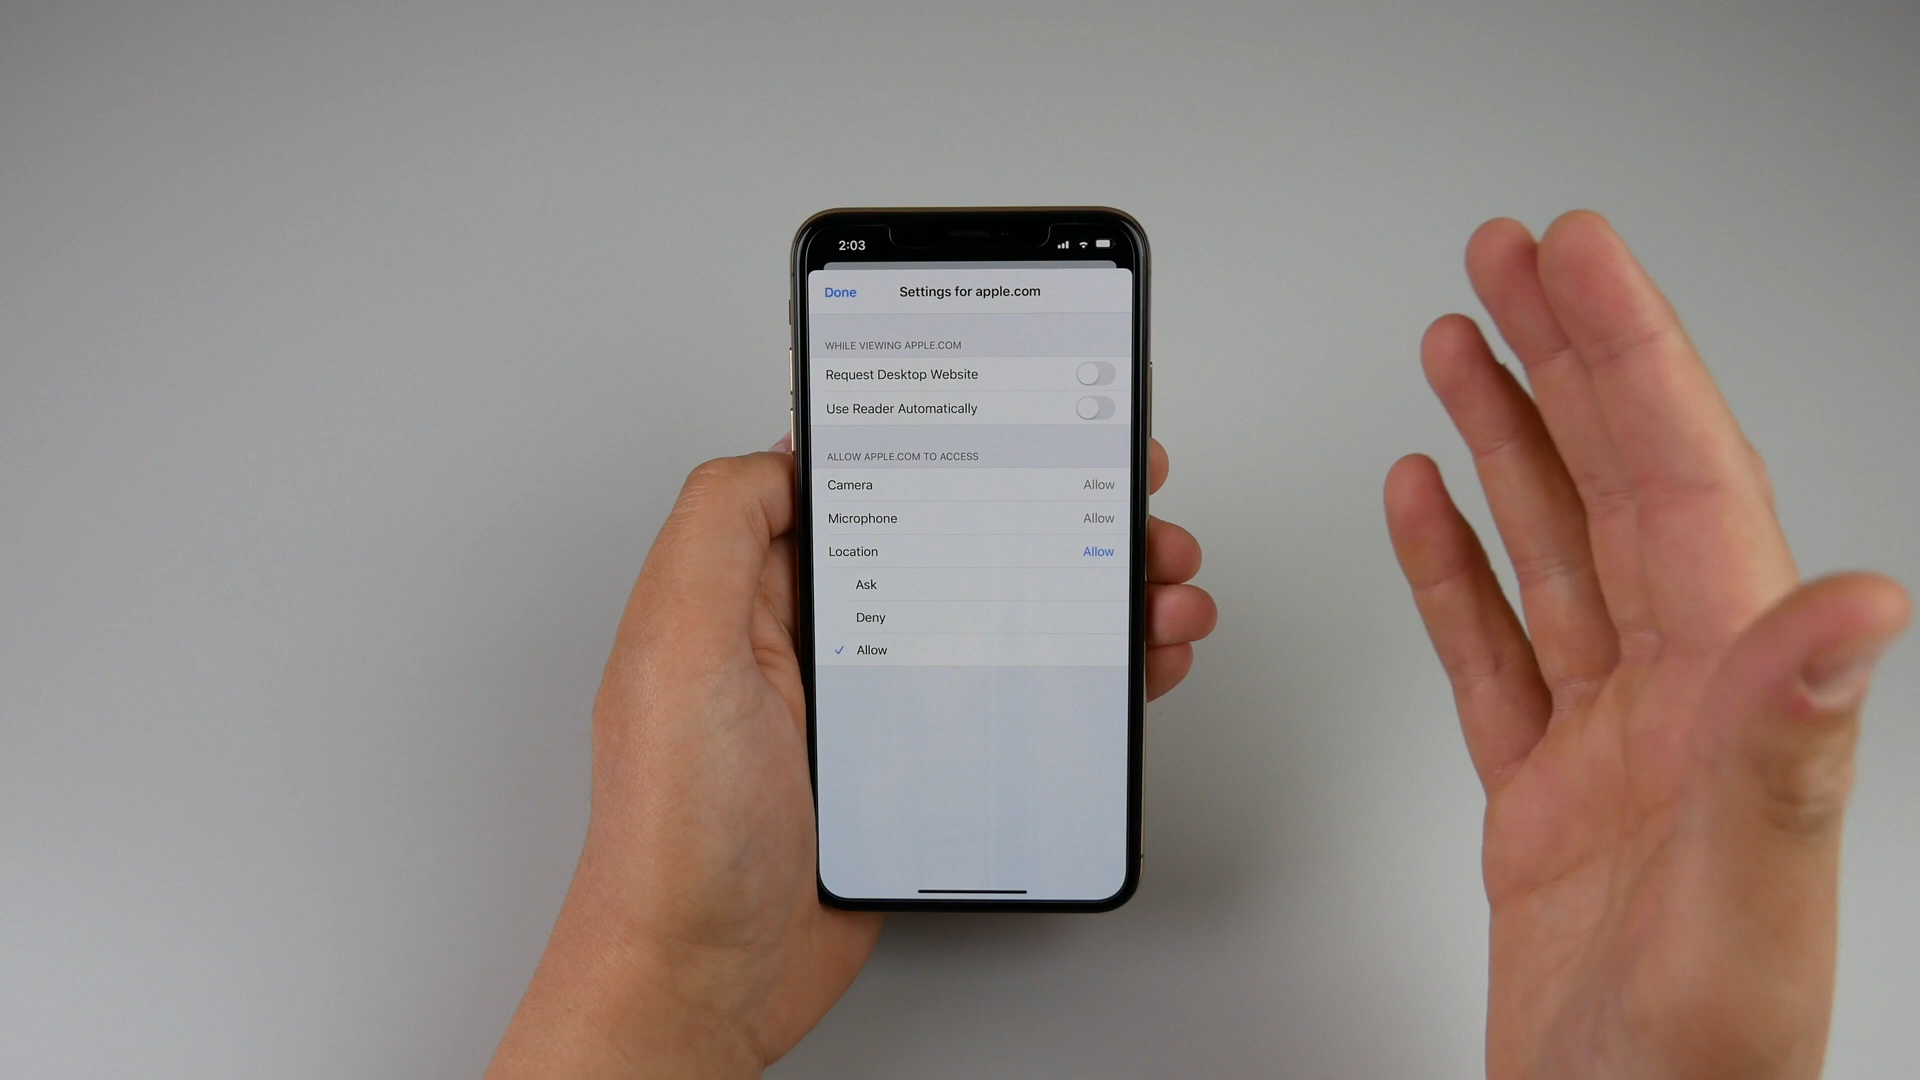 2:03
Done Settings for apple.com
WHILE VIEWING APPLE.COM
Request Desktop Website
Use Reader Automatically
ALLOW APPLE.COM TO ACCESS
Camera Allow
Microphone Allow
Location Allow
Ask
Deny
Allow